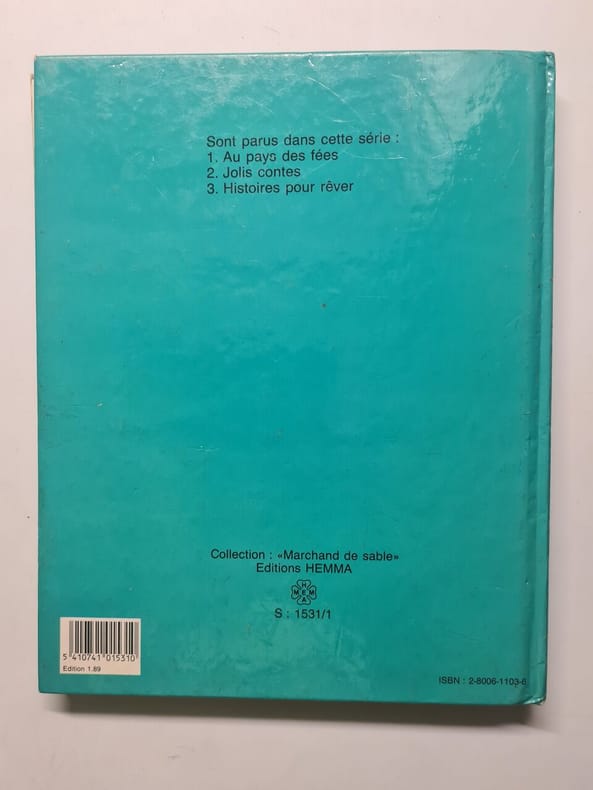 Sont parus dans cette série :
1. Au pays des fées
2. Jolis contes
3. Histoires pour rêver
Collection : «Marchand de sable»
Editions HEMMA
HEMMA
S : 1531/1
5 410741 015310
Edition 1.89
ISBN : 2-8006-1103-6